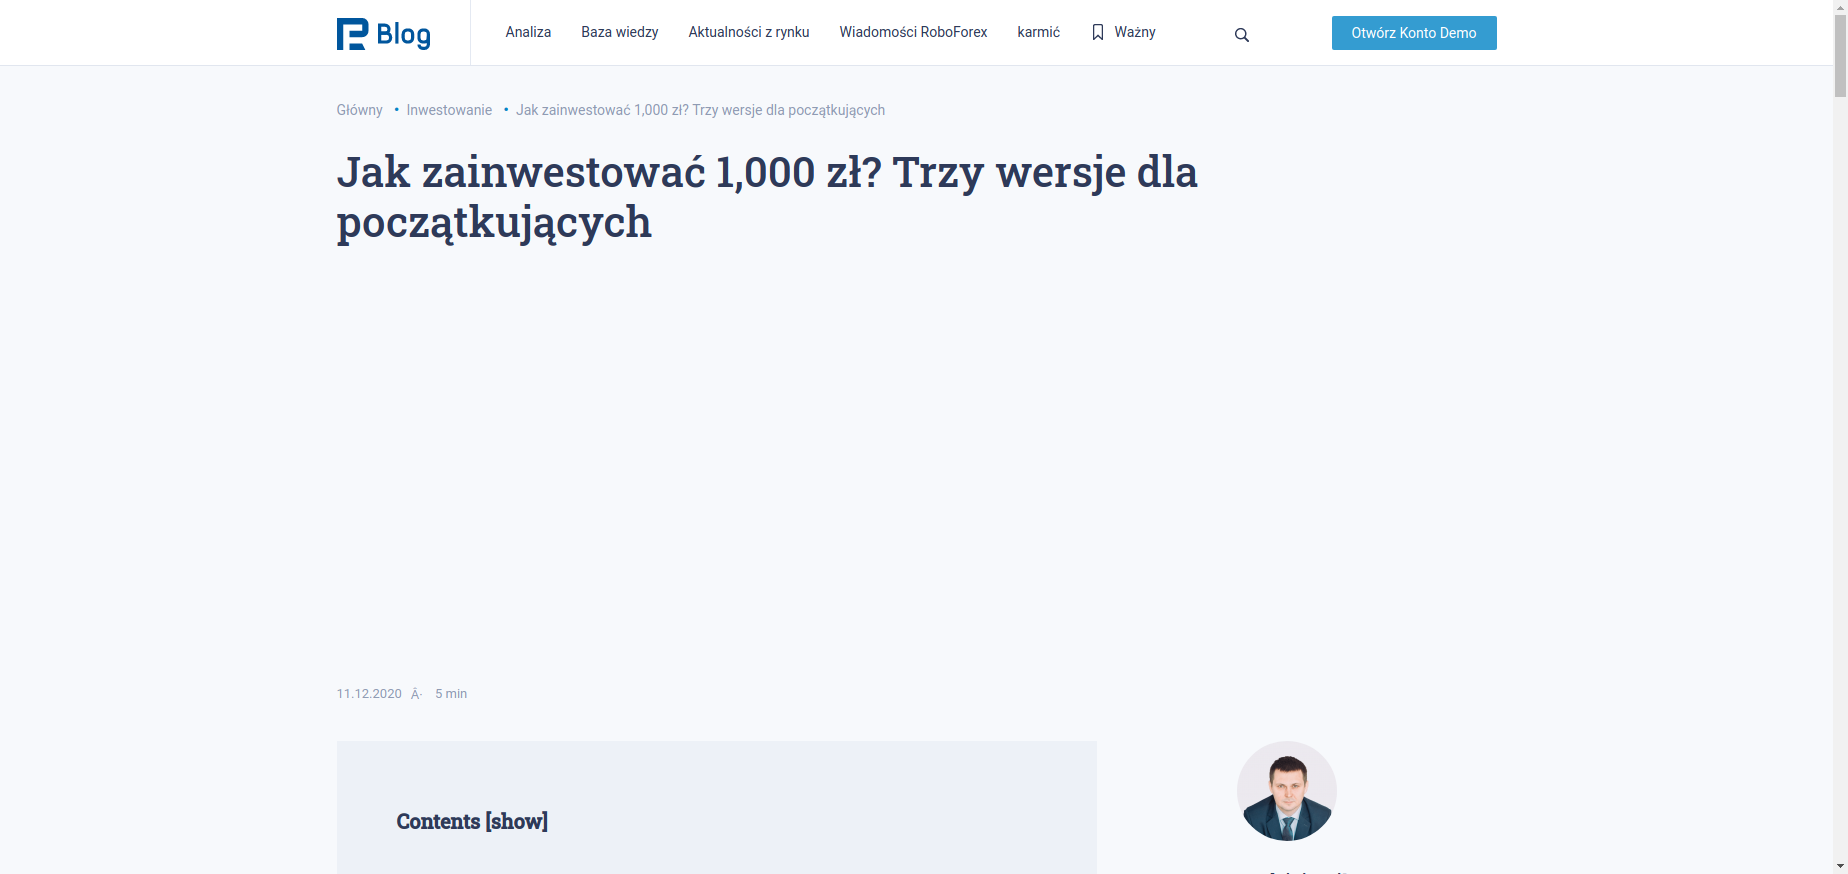 Blog
Analiza
Baza wiedzy
Aktualności z rynku
Wiadomości RoboForex
karmić
Ważny
Otwórz Konto Demo
Główny • Inwestowanie • Jak zainwestować 1,000 zł? Trzy wersje dla początkujących
Jak zainwestować 1,000 zł? Trzy wersje dla
początkujących
11.12.2020 Â· 5 min
Contents [show]